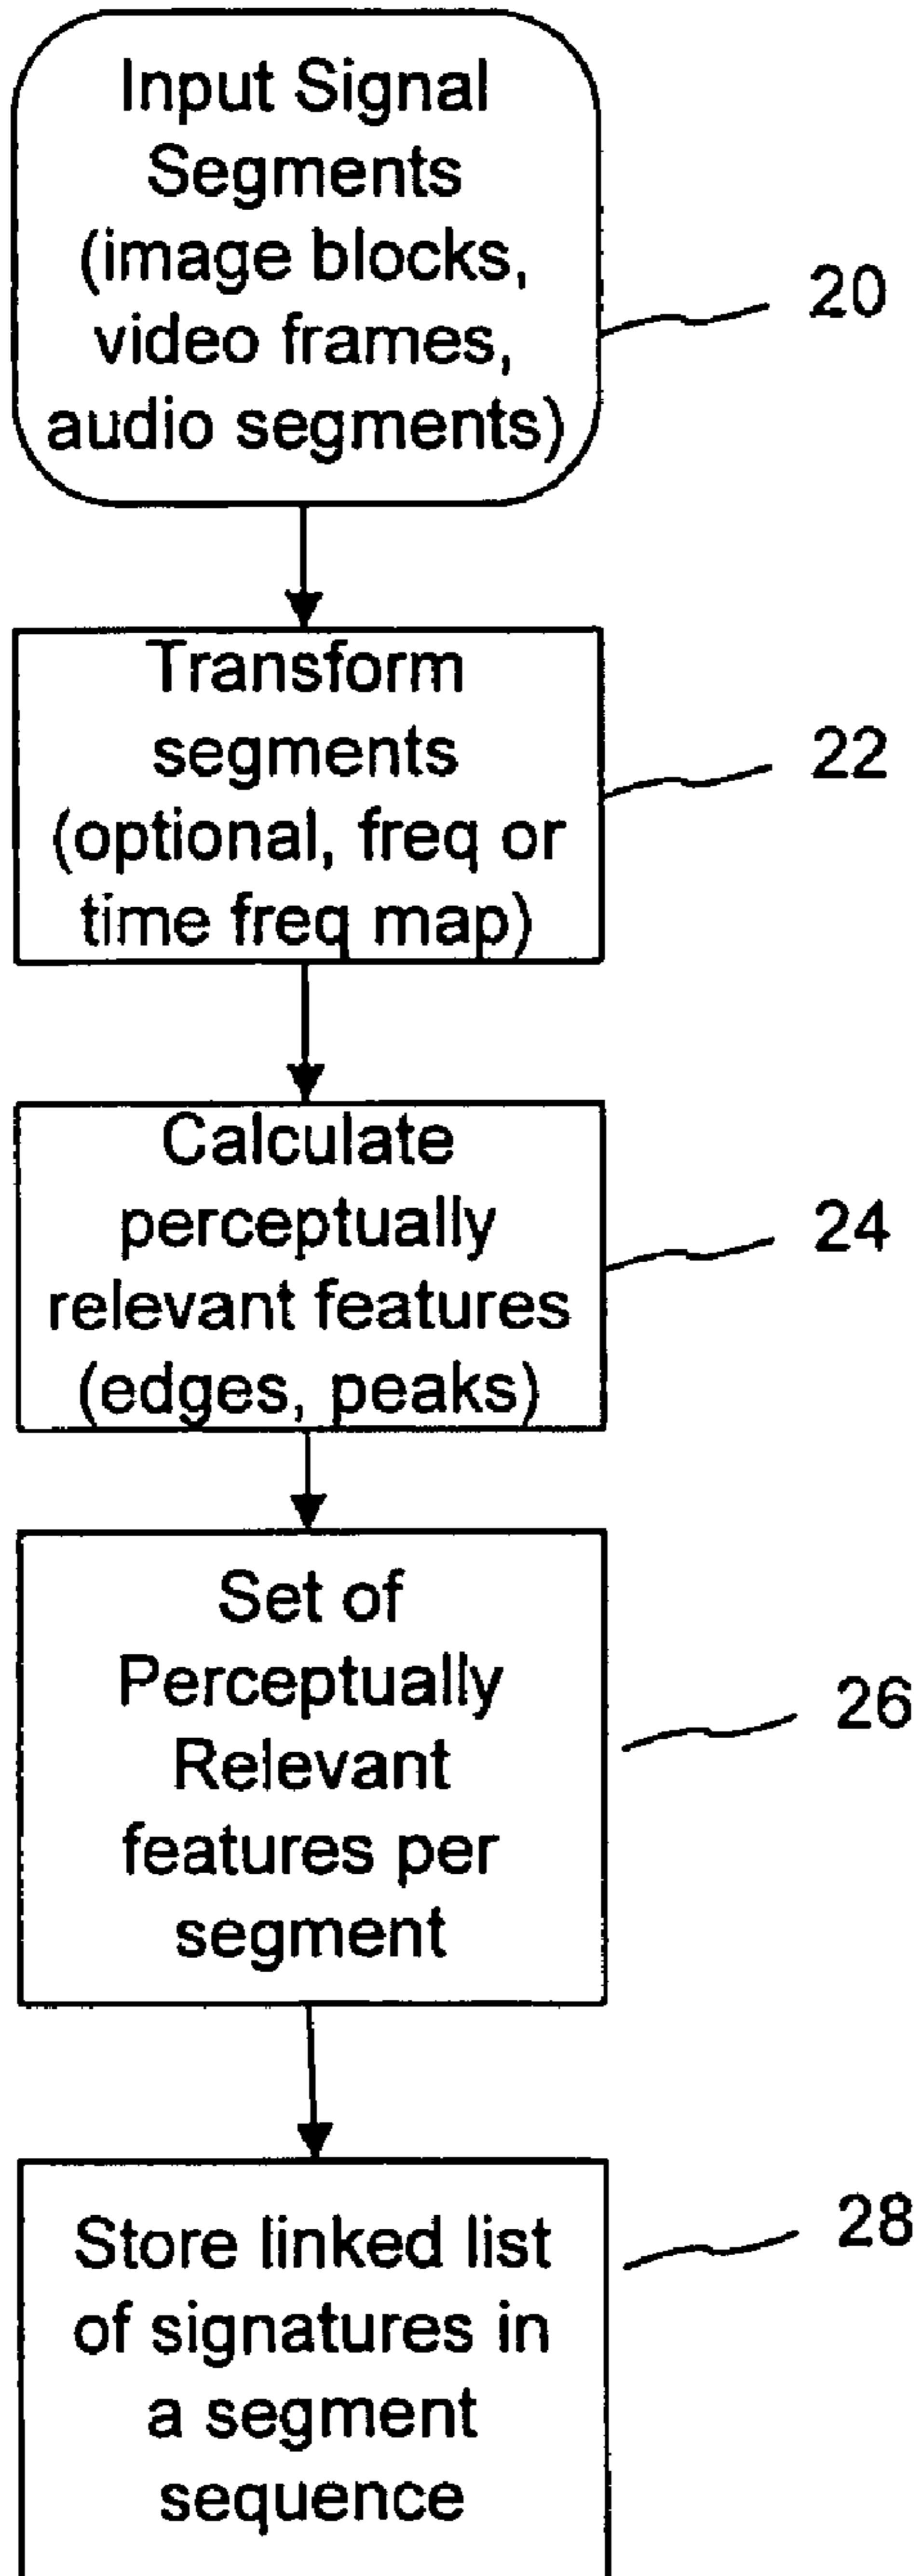 Input Signal
Segments
(image blocks,
video frames,
audio segments)
20
Transform
segments
(optional, freq or
time freq map)
22
Calculate
perceptually
relevant features
(edges, peaks)
24
Set of
Perceptually
Relevant
features per
segment
26
Store linked list
of signatures in
a segment
sequence
28